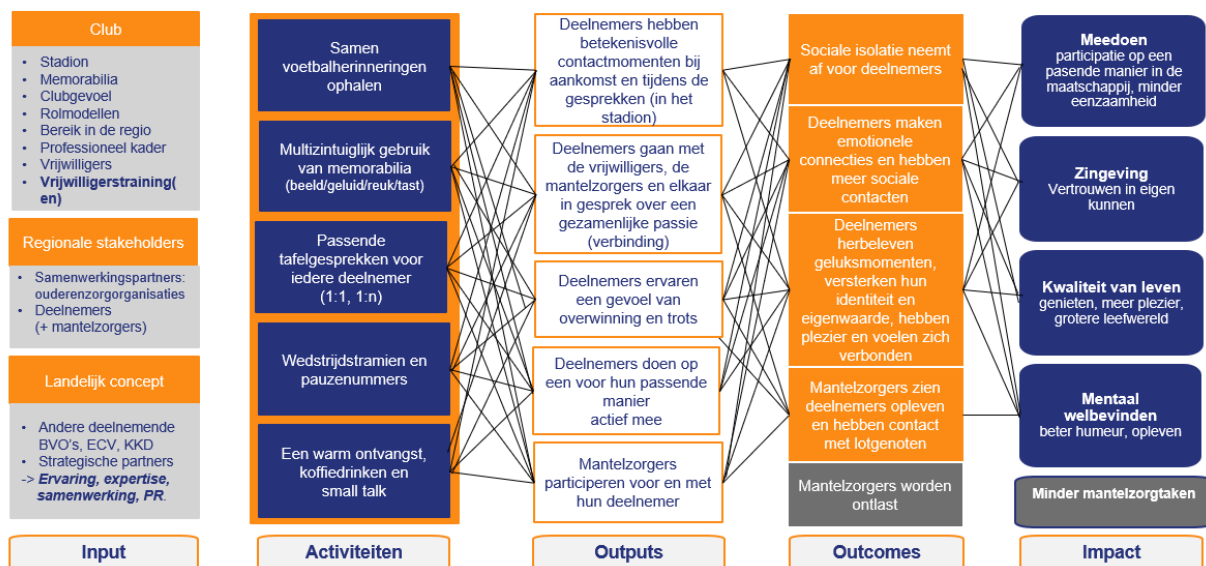 Club
• Stadion
• Memorabilia
• Clubgevoel
• Rolmodellen
• Bereik in de regio
• Professioneel kader
• Vrijwilligers
• Vrijwilligerstraining(
en)
Regionale stakeholders
• Samenwerkingspartners:
ouderenzorgorganisaties
• Deelnemers
(+ mantelzorgers)
Landelijk concept
• Andere deelnemende
BVO's, ECV, KKD
• Strategische partners
-> Ervaring, expertise,
samenwerking, PR.
Input
Samen
voetbalherinneringen
ophalen
Multizintuiglijk gebruik
van memorabilia
(beeld/geluid/reuk/tast)
Passende
tafelgesprekken voor
iedere deelnemer
(1:1, 1:n)
Wedstrijdstramien en
pauzenummers
Een warm ontvangst,
koffiedrinken en
small talk
Activiteiten
Deelnemers hebben
betekenisvolle
contactmomenten bij
aankomst en tijdens de
gesprekken (in het
stadion)
Deelnemers gaan met
de vrijwilligers, de
mantelzorgers en elkaar
in gesprek over een
gezamenlijke passie
(verbinding)
Deelnemers ervaren
een gevoel van
overwinning en trots
Deelnemers doen op
een voor hun passende
manier
actief mee
Mantelzorgers
participeren voor en met
hun deelnemer
Outputs
Sociale isolatie neemt
af voor deelnemers
Deelnemers maken
emotionele
connecties en hebben
meer sociale
contacten
Deelnemers
herbeleven
geluksmomenten,
versterken hun
identiteit en
eigenwaarde, hebben
plezier en voelen zich
verbonden
Mantelzorgers zien
deelnemers opleven
en hebben contact
met lotgenoten
Mantelzorgers worden
ontlast
Outcomes
Meedoen
participatie op een
pasende manier in de
maatschappij, minder
eenzaamheid
Zingeving
Vertrouwen in eigen
kunnen
Kwaliteit van leven
genieten, meer plezier,
grotere leefwereld
Mentaal
welbevinden
beter humeur, opleven
Minder mantelzorgtaken
Impact